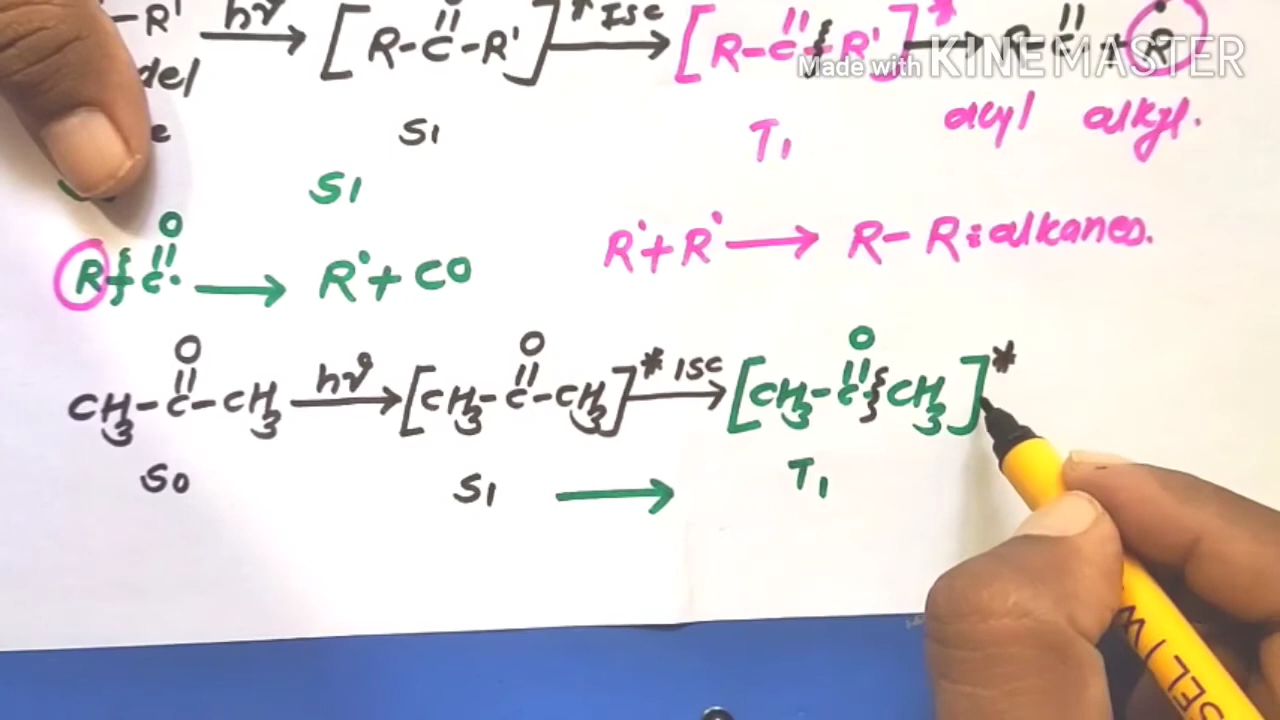 -R' hν [R-C-R']* ISC [R-C-R']* R C + R
Made with KINEMASTER
del
e S1 T1 acyl alkyl.
S1
O
R-C· → R· + CO R· + R· → R-R: alkanes.
O O O
CH3-C-CH3 hν → [CH3-C-CH3]* ISC → [CH3-C CH3]*
S0 S1 → T1
SELTW